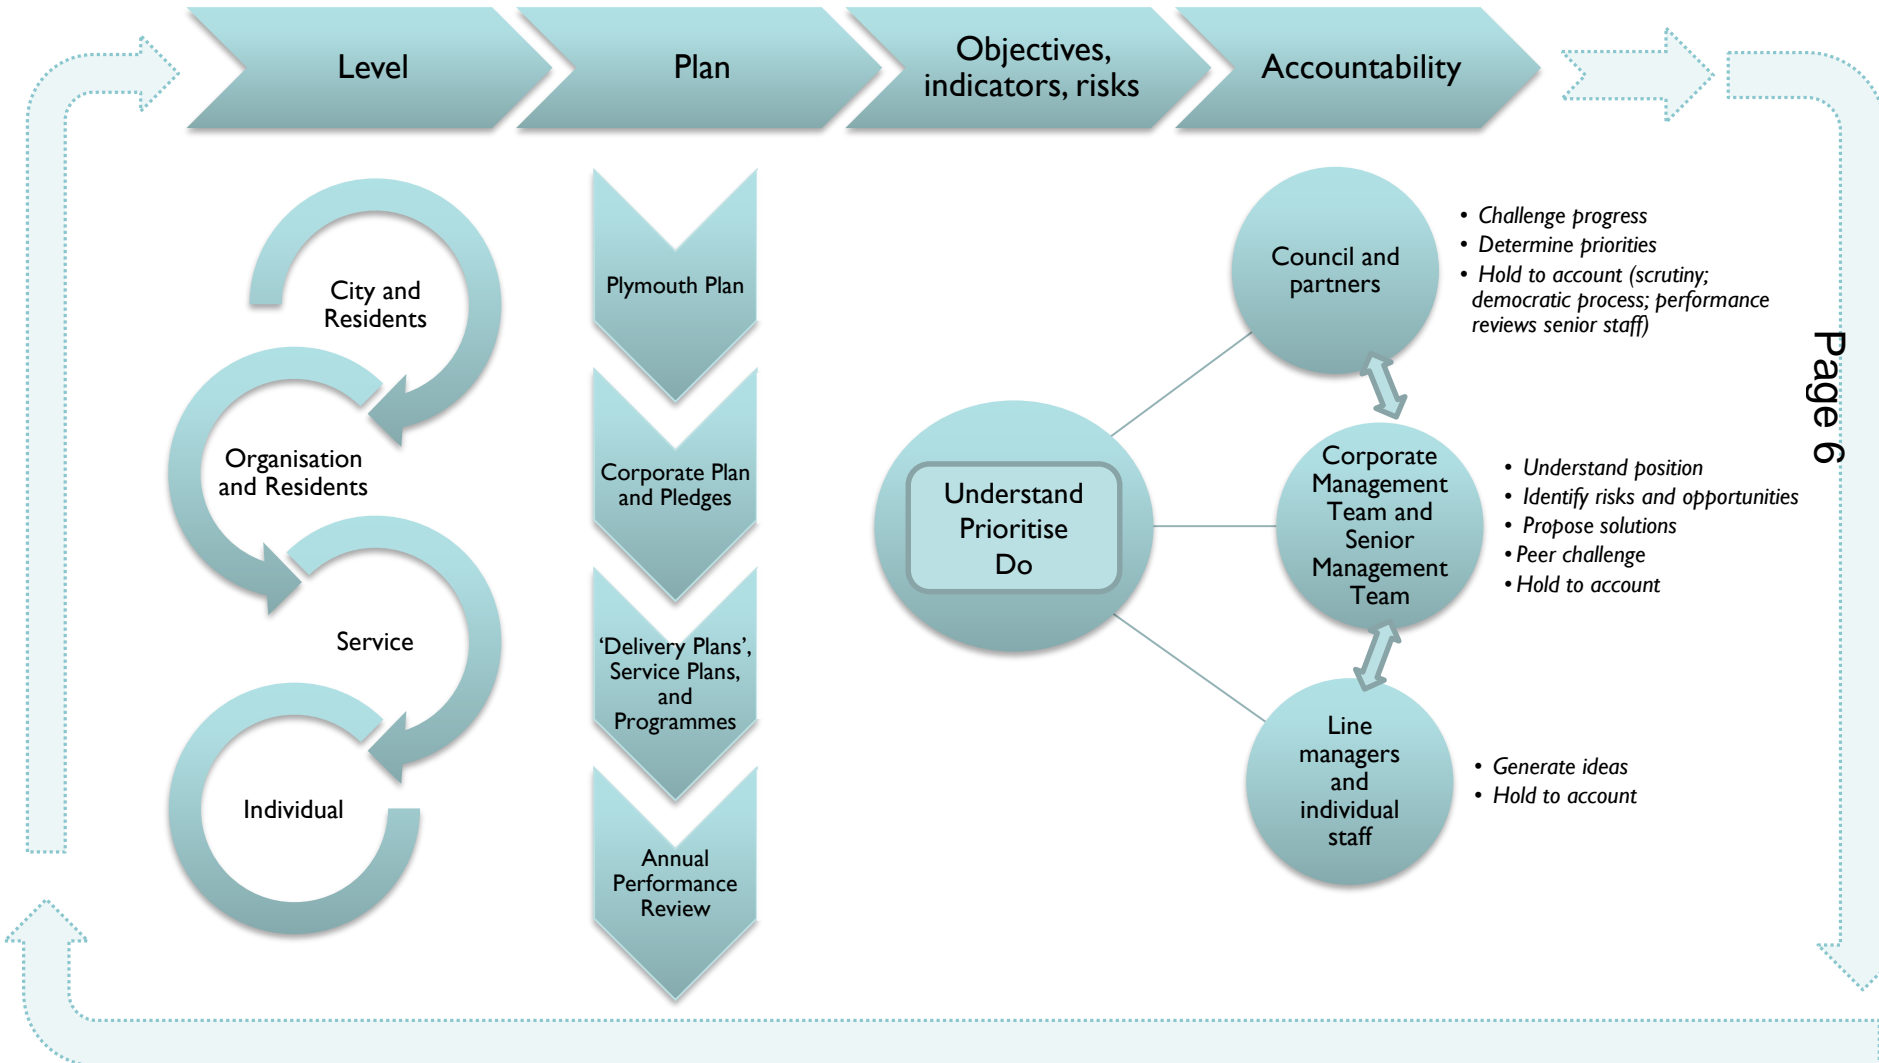 Level
Plan
Objectives,
indicators, risks
Accountability
City and
Residents
Organisation
and Residents
Service
Individual
Plymouth Plan
Corporate Plan
and Pledges
‘Delivery Plans’,
Service Plans,
and
Programmes
Annual
Performance
Review
Understand
Prioritise
Do
Council and
partners
• Challenge progress
• Determine priorities
• Hold to account (scrutiny;
democratic process; performance
reviews senior staff)
Corporate
Management
Team and
Senior
Management
Team
• Understand position
• Identify risks and opportunities
• Propose solutions
• Peer challenge
• Hold to account
Line
managers
and
individual
staff
• Generate ideas
• Hold to account
Page 6